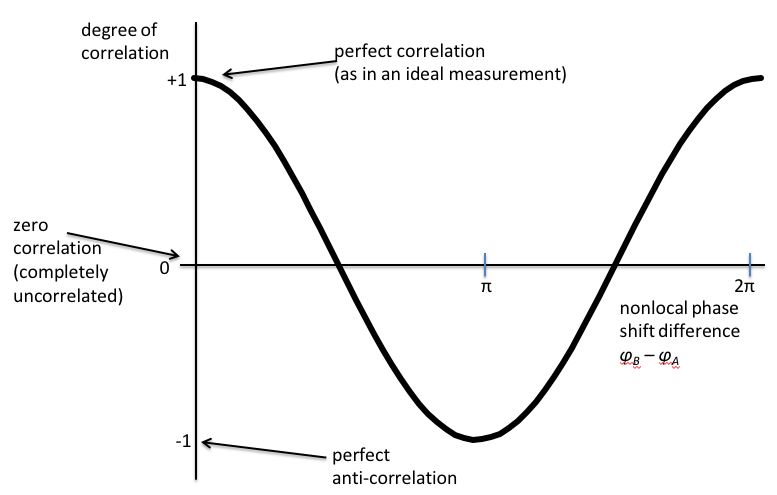 degree of
correlation
perfect correlation
(as in an ideal measurement)
+1
zero
correlation
(completely
uncorrelated)
0
π
2π
nonlocal phase
shift difference
φB – φA
-1
perfect
anti-correlation